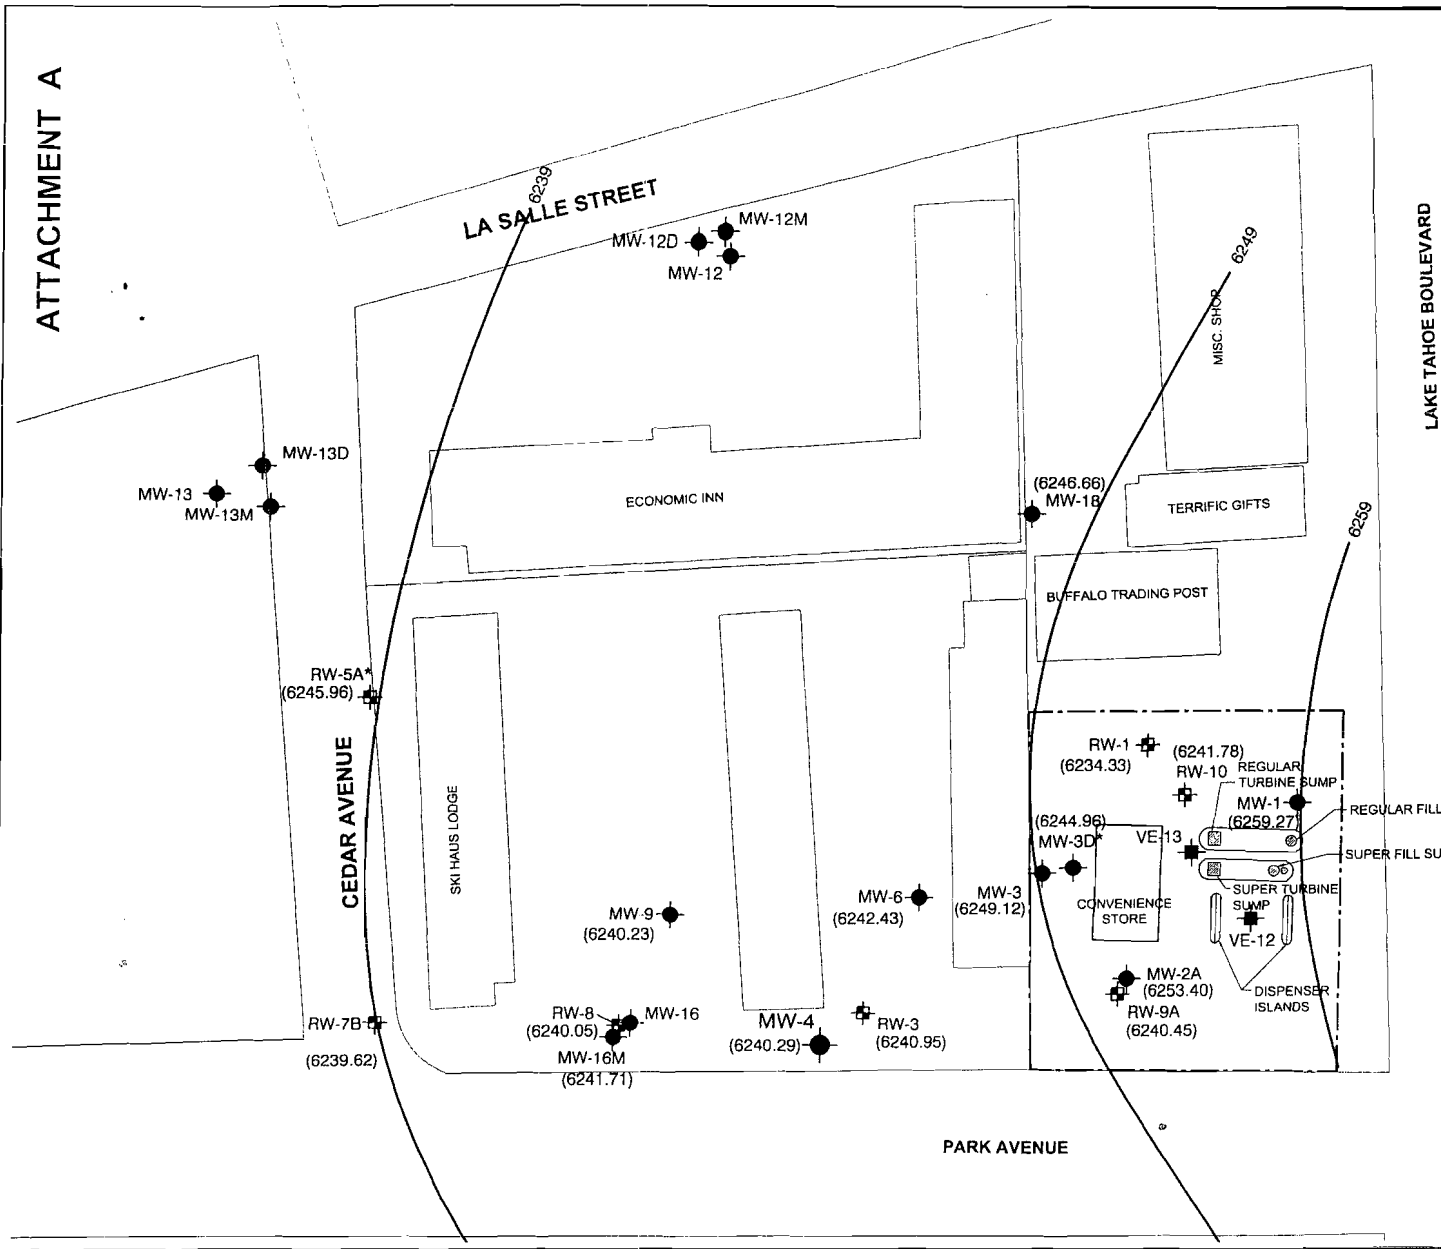 ATTACHMENT A
6239
LA SALLE STREET
MW-12M
MW-12D
MW-12
6249
MISC. SHOP
LAKE TAHOE BOULEVARD
MW-13D
MW-13
MW-13M
ECONOMIC INN
(6246.66)
MW-18
TERRIFIC GIFTS
6259
BUFFALO TRADING POST
RW-5A*
(6245.96)
CEDAR AVENUE
SKI HAUS LODGE
RW-1
(6234.33)
(6241.78)
RW-10
REGULAR
TURBINE SUMP
MW-1
(6259.27)
REGULAR FILL
(6244.96)
MW-3D*
VE-13
SUPER FILL SU
MW-6
(6242.43)
MW-3
(6249.12)
CONVENIENCE
STORE
SUPER TURBINE
SUMP
VE-12
MW-9
(6240.23)
MW-2A
(6253.40)
DISPENSER
ISLANDS
RW-9A
(6240.45)
RW-7B
(6239.62)
RW-8
(6240.05)
MW-16
MW-16M
(6241.71)
MW-4
(6240.29)
RW-3
(6240.95)
PARK AVENUE